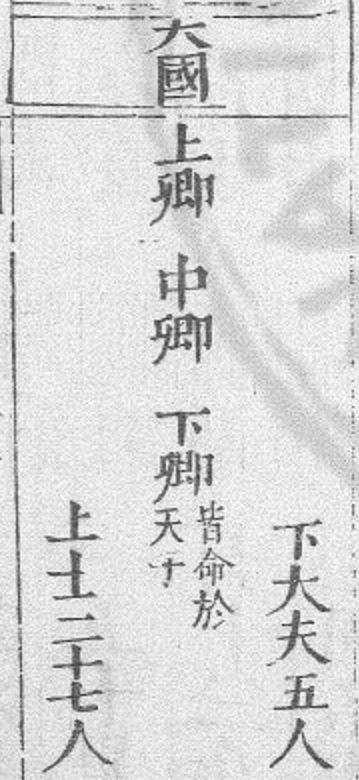 大國
上卿 中卿 下卿
皆命於
天子
下大夫五人
上士二十七人